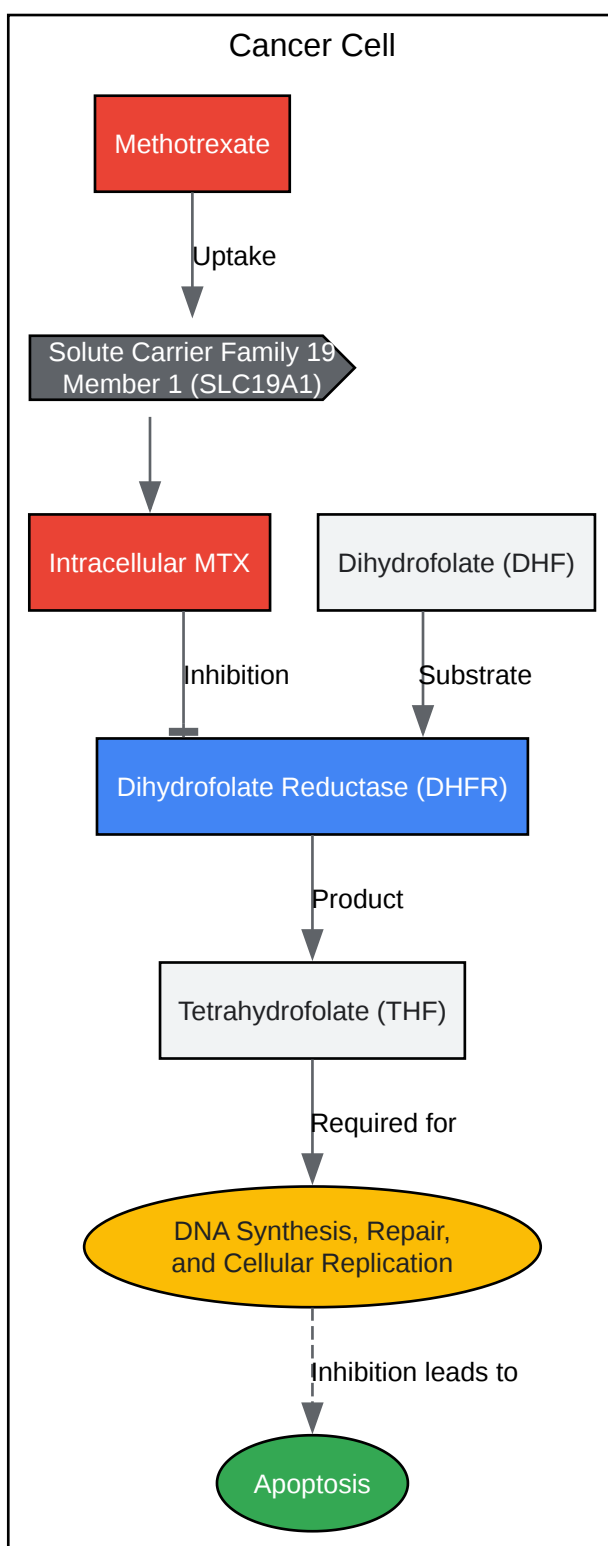 Cancer Cell
Methotrexate
Uptake
Solute Carrier Family 19
Member 1 (SLC19A1)
Intracellular MTX
Dihydrofolate (DHF)
Inhibition
Substrate
Dihydrofolate Reductase (DHFR)
Product
Tetrahydrofolate (THF)
Required for
DNA Synthesis, Repair,
and Cellular Replication
Inhibition leads to
Apoptosis